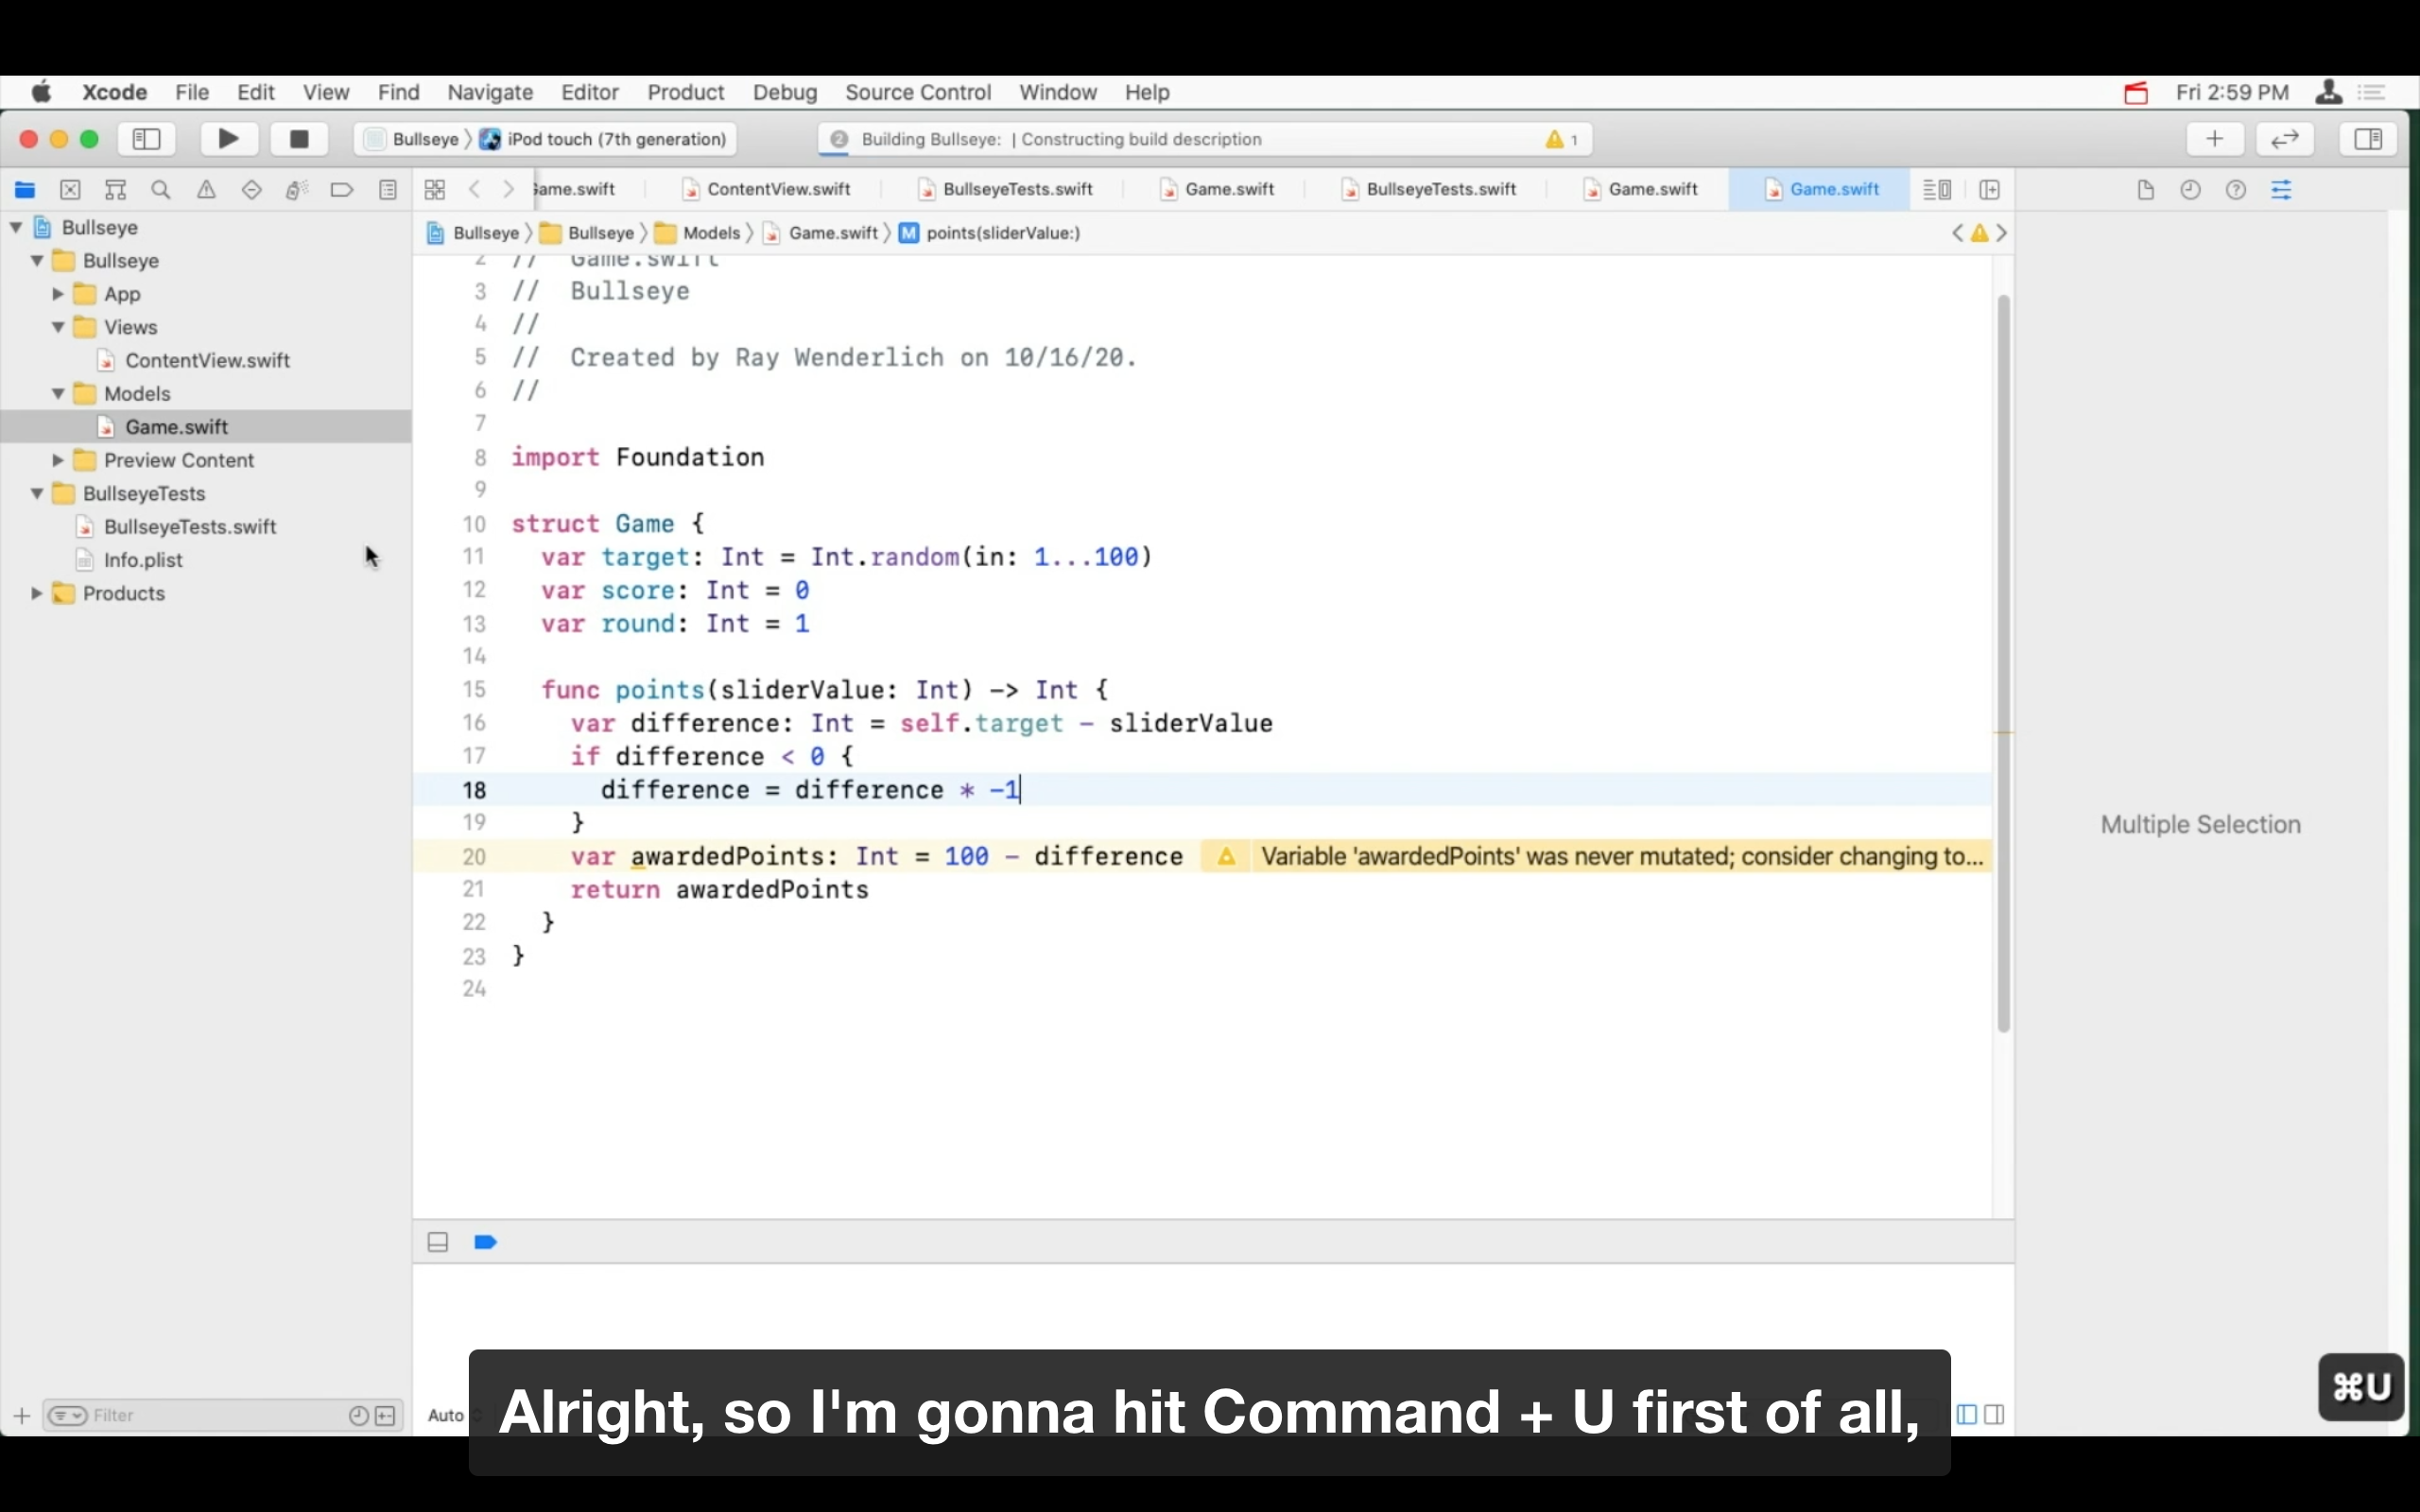 Xcode File Edit View Find Navigate Editor Product Debug Source Control Window Help Fri 2:59 PM
Bullseye iPod touch (7th generation) 2 Building Bullseye: | Constructing build description 1
Game.swift ContentView.swift BullseyeTests.swift Game.swift BullseyeTests.swift Game.swift Game.swift
Bullseye Bullseye Models Game.swift M points(sliderValue:)
Bullseye
Bullseye
App
Views
ContentView.swift
Models
Game.swift
Preview Content
BullseyeTests
BullseyeTests.swift
Info.plist
Products
2 // Game.swift
3 // Bullseye
4 //
5 // Created by Ray Wenderlich on 10/16/20.
6 //
7
8 import Foundation
9
10 struct Game {
11 var target: Int = Int.random(in: 1...100)
12 var score: Int = 0
13 var round: Int = 1
14
15 func points(sliderValue: Int) -> Int {
16 var difference: Int = self.target - sliderValue
17 if difference < 0 {
18 difference = difference * -1
19 }
20 var awardedPoints: Int = 100 - difference Variable 'awardedPoints' was never mutated; consider changing to...
21 return awardedPoints
22 }
23 }
24
Multiple Selection
Filter
Auto
Alright, so I'm gonna hit Command + U first of all,
⌘U